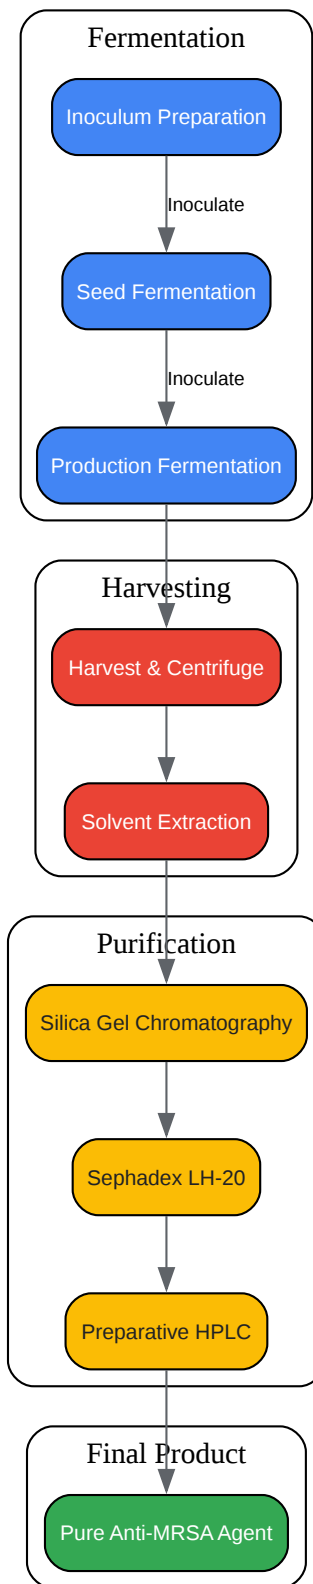 Fermentation
Inoculum Preparation
Inoculate
Seed Fermentation
Inoculate
Production Fermentation
Harvesting
Harvest & Centrifuge
Solvent Extraction
Purification
Silica Gel Chromatography
Sephadex LH-20
Preparative HPLC
Final Product
Pure Anti-MRSA Agent